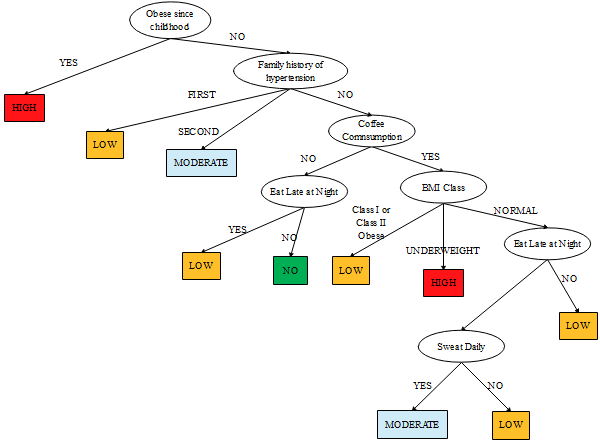 Obese since
childhood
NO
YES
Family history of
hypertension
HIGH
FIRST
NO
SECOND
Coffee
Comnsumption
LOW
MODERATE
NO
YES
Eat Late at Night
BMI Class
Class I or
Class II
Obese
NORMAL
YES
NO
UNDERWEIGHT
Eat Late at Night
LOW
NO
LOW
HIGH
NO
LOW
Sweat Daily
YES
NO
MODERATE
LOW